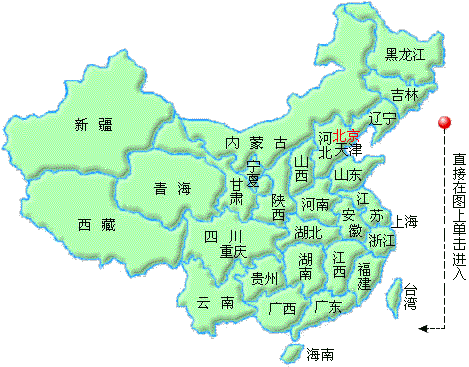 黑龙江
吉林
辽宁
新疆
内蒙古
北京
天津
河北
山西
宁夏
山东
青海
甘肃
陕西
河南
江苏
安徽
上海
西藏
四川
重庆
湖北
浙江
湖南
江西
福建
贵州
云南
广西
广东
台湾
海南
直接在图上单击进入